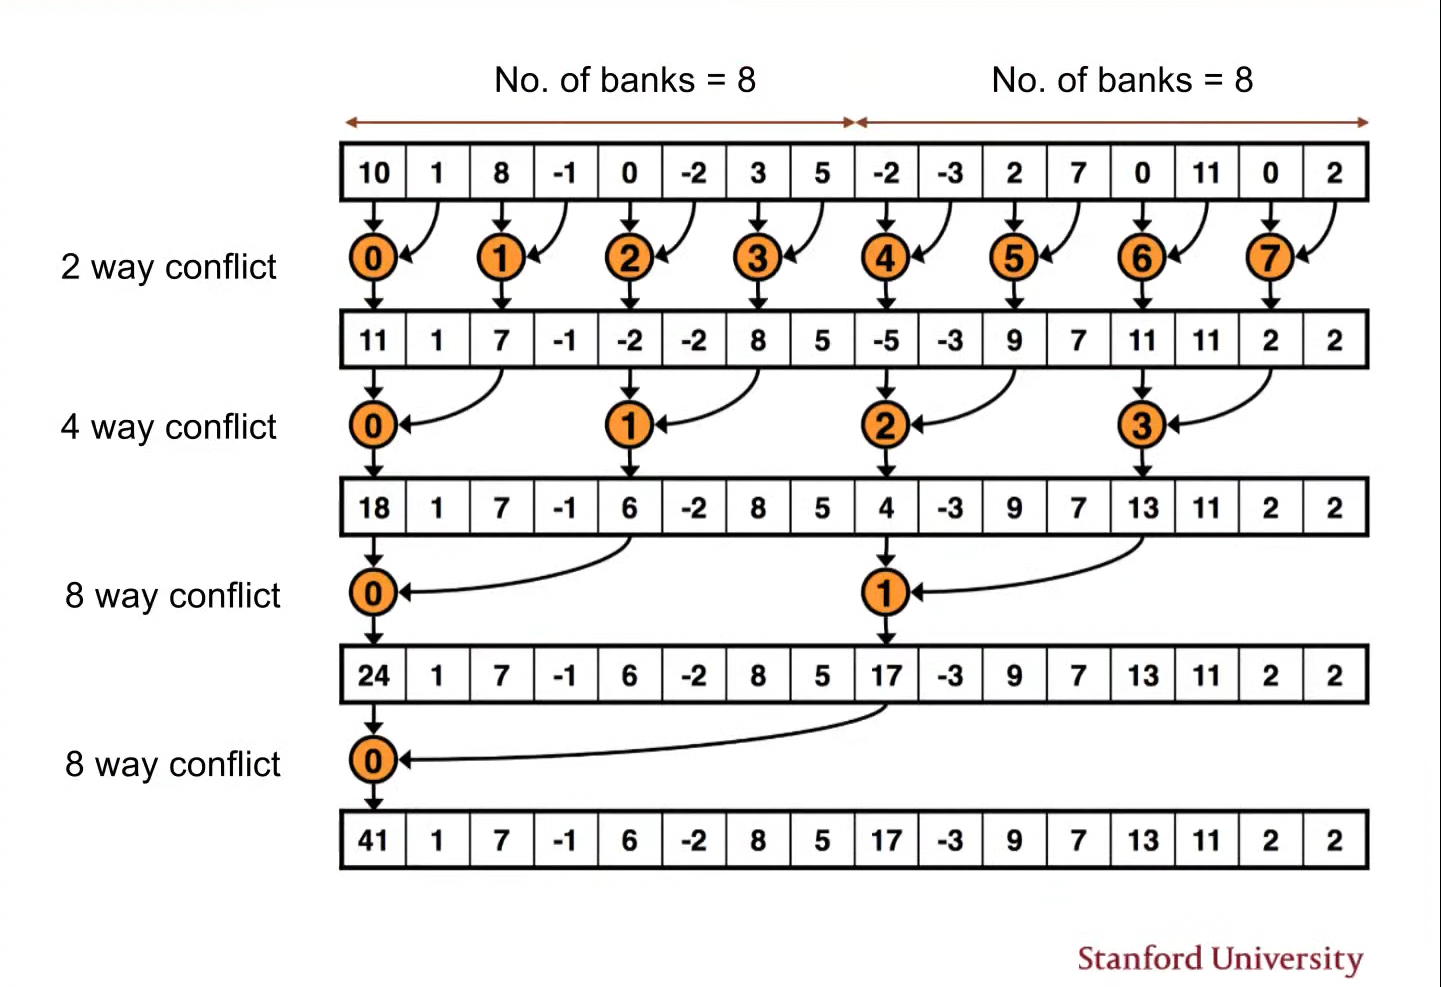 No. of banks = 8 No. of banks = 8
10 1 8 -1 0 -2 3 5 -2 -3 2 7 0 11 0 2
2 way conflict 0 1 2 3 4 5 6 7
11 1 7 -1 -2 -2 8 5 -5 -3 9 7 11 11 2 2
4 way conflict 0 1 2 3
18 1 7 -1 6 -2 8 5 4 -3 9 7 13 11 2 2
8 way conflict 0 1
24 1 7 -1 6 -2 8 5 17 -3 9 7 13 11 2 2
8 way conflict 0
41 1 7 -1 6 -2 8 5 17 -3 9 7 13 11 2 2
Stanford University